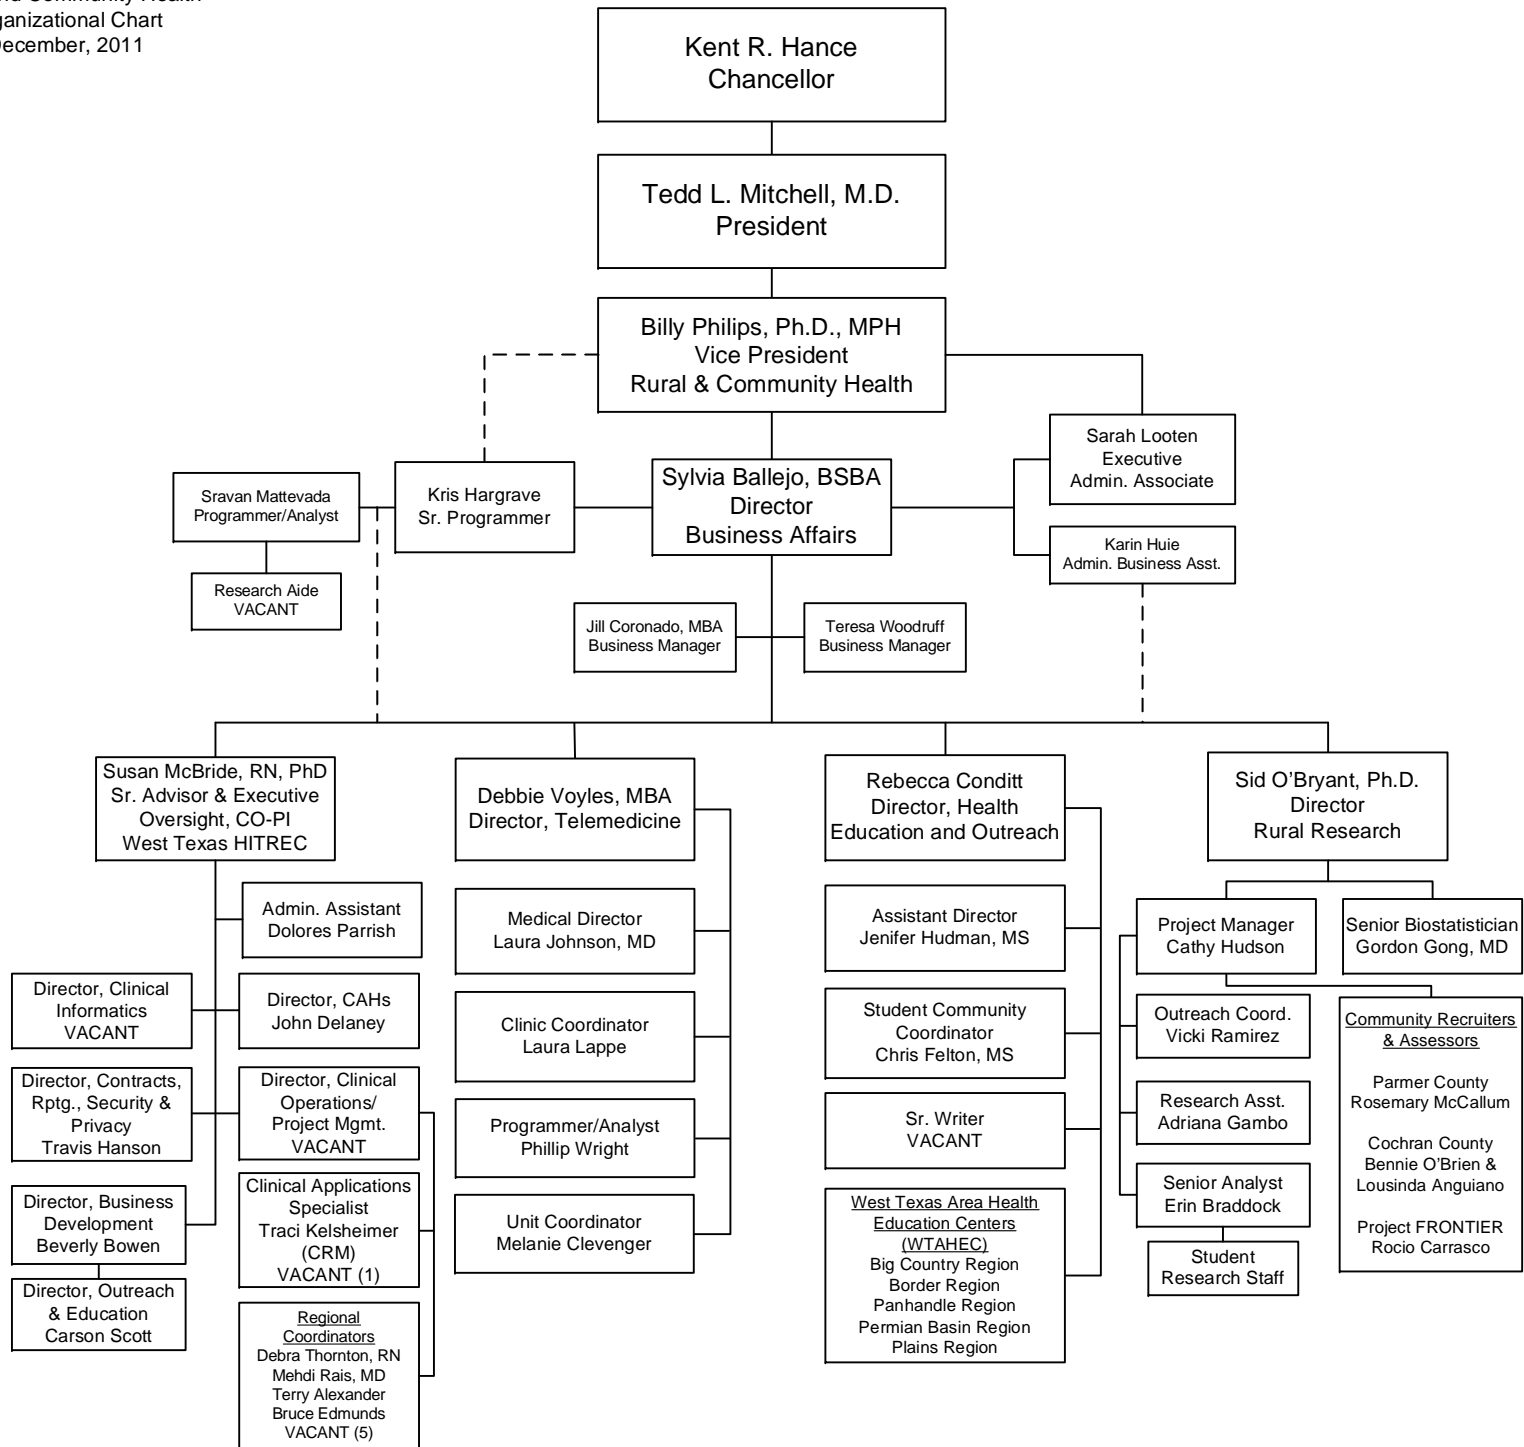 ganizational Chart
December, 2011
Kent R. Hance
Chancellor
Tedd L. Mitchell, M.D.
President
Billy Philips, Ph.D., MPH
Vice President
Rural & Community Health
Sarah Looten
Executive
Admin. Associate
Sylvia Ballejo, BSBA
Director
Business Affairs
Kris Hargrave
Sr. Programmer
Sravan Mattevada
Programmer/Analyst
Research Aide
VACANT
Karin Huie
Admin. Business Asst.
Jill Coronado, MBA
Business Manager
Teresa Woodruff
Business Manager
Susan McBride, RN, PhD
Sr. Advisor & Executive
Oversight, CO-PI
West Texas HITREC
Admin. Assistant
Dolores Parrish
Director, Clinical
Informatics
VACANT
Director, CAHs
John Delaney
Director, Contracts,
Rptg., Security &
Privacy
Travis Hanson
Director, Clinical
Operations/
Project Mgmt.
VACANT
Director, Business
Development
Beverly Bowen
Clinical Applications
Specialist
Traci Kelsheimer
(CRM)
VACANT (1)
Director, Outreach
& Education
Carson Scott
Regional
Coordinators
Debra Thornton, RN
Mehdi Rais, MD
Terry Alexander
Bruce Edmunds
VACANT (5)
Debbie Voyles, MBA
Director, Telemedicine
Medical Director
Laura Johnson, MD
Clinic Coordinator
Laura Lappe
Programmer/Analyst
Phillip Wright
Unit Coordinator
Melanie Clevenger
Rebecca Conditt
Director, Health
Education and Outreach
Assistant Director
Jenifer Hudman, MS
Student Community
Coordinator
Chris Felton, MS
Sr. Writer
VACANT
West Texas Area Health
Education Centers
(WTAHEC)
Big Country Region
Border Region
Panhandle Region
Permian Basin Region
Plains Region
Sid O'Bryant, Ph.D.
Director
Rural Research
Project Manager
Cathy Hudson
Senior Biostatistician
Gordon Gong, MD
Outreach Coord.
Vicki Ramirez
Research Asst.
Adriana Gambo
Senior Analyst
Erin Braddock
Student
Research Staff
Community Recruiters
& Assessors
Parmer County
Rosemary McCallum
Cochran County
Bennie O'Brien &
Lousinda Anguiano
Project FRONTIER
Rocio Carrasco